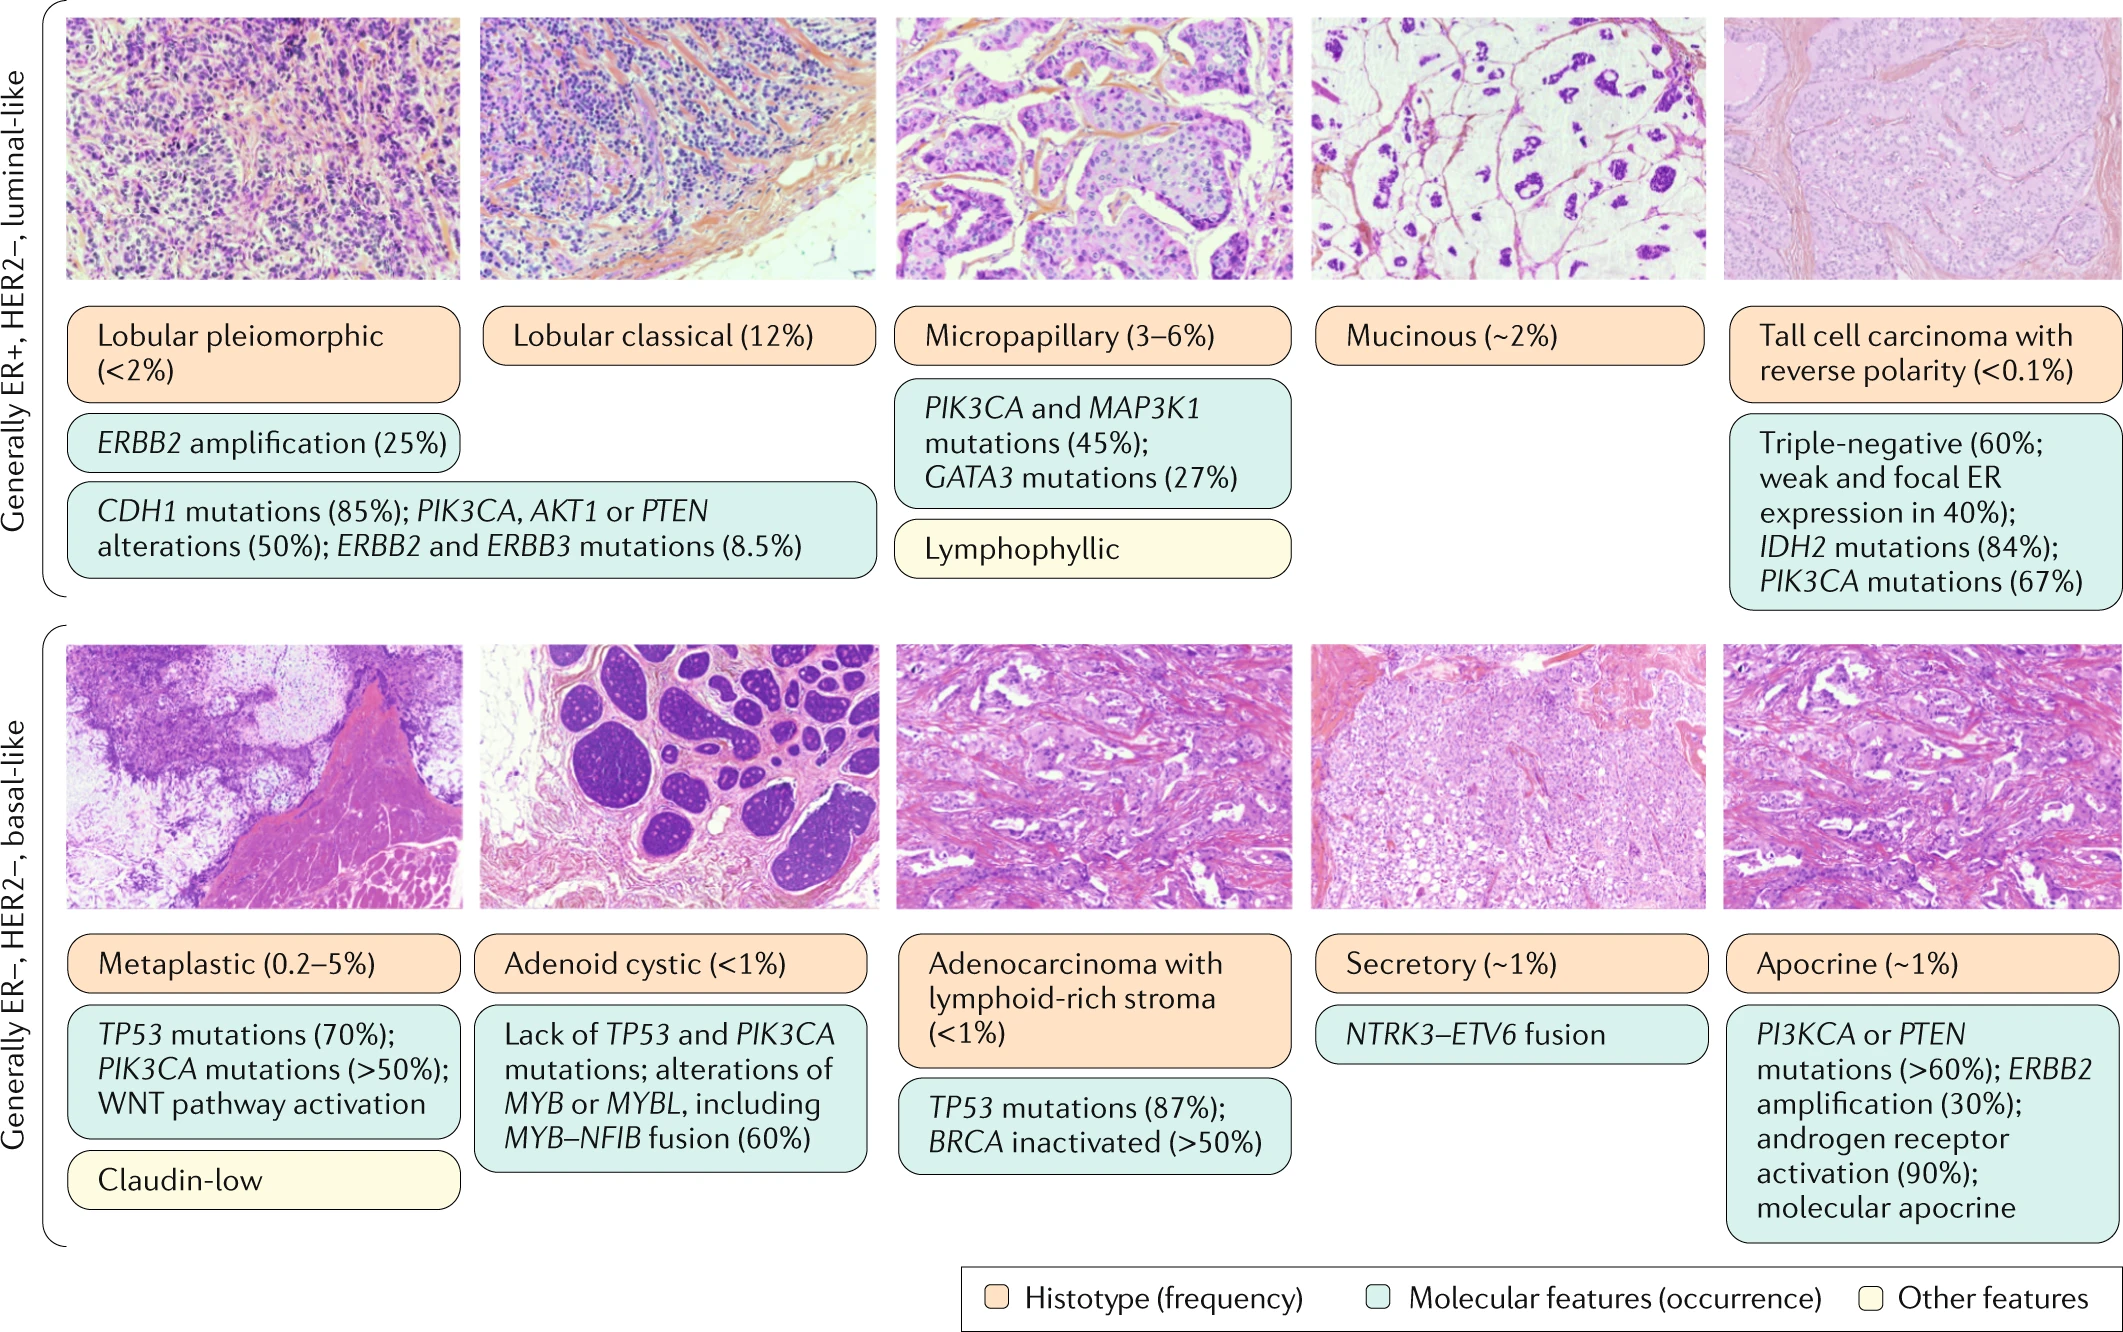 Generally ER+, HER2–, luminal-like
Lobular pleiomorphic
(<2%)
ERBB2 amplification (25%)
Lobular classical (12%)
CDH1 mutations (85%); PIK3CA, AKT1 or PTEN
alterations (50%); ERBB2 and ERBB3 mutations (8.5%)
Micropapillary (3–6%)
PIK3CA and MAP3K1
mutations (45%);
GATA3 mutations (27%)
Lymphophyllic
Mucinous (~2%)
Tall cell carcinoma with
reverse polarity (<0.1%)
Triple-negative (60%;
weak and focal ER
expression in 40%);
IDH2 mutations (84%);
PIK3CA mutations (67%)
Generally ER–, HER2–, basal-like
Metaplastic (0.2–5%)
TP53 mutations (70%);
PIK3CA mutations (>50%);
WNT pathway activation
Claudin-low
Adenoid cystic (<1%)
Lack of TP53 and PIK3CA
mutations; alterations of
MYB or MYBL, including
MYB–NFIB fusion (60%)
Adenocarcinoma with
lymphoid-rich stroma
(<1%)
TP53 mutations (87%);
BRCA inactivated (>50%)
Secretory (~1%)
NTRK3–ETV6 fusion
Apocrine (~1%)
PI3KCA or PTEN
mutations (>60%); ERBB2
amplification (30%);
androgen receptor
activation (90%);
molecular apocrine
Histotype (frequency)
Molecular features (occurrence)
Other features